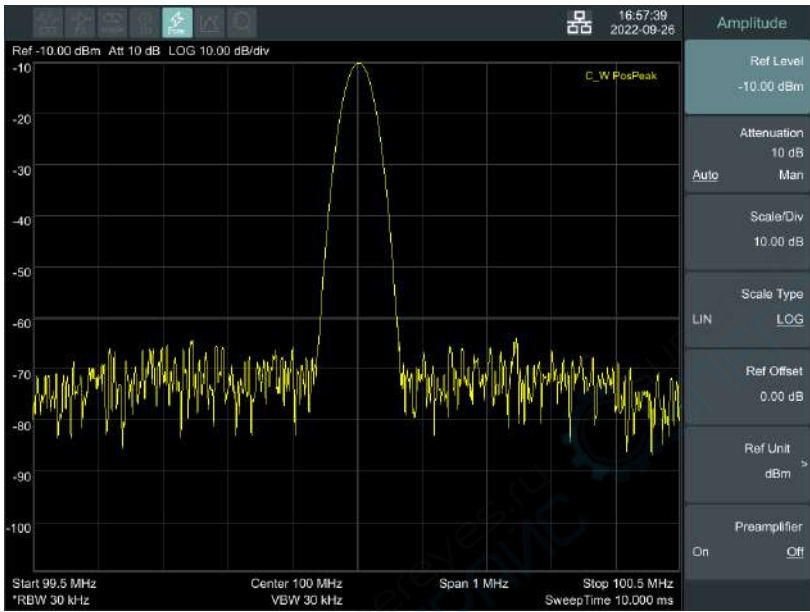 16:57:39
2022-09-26
Amplitude
Ref -10.00 dBm Att 10 dB LOG 10.00 dB/div
C_W PosPeak
-10
-20
-30
-40
-50
-60
-70
-80
-90
-100
Start 99.5 MHz
Center 100 MHz
Span 1 MHz
Stop 100.5 MHz
*RBW 30 kHz
VBW 30 kHz
SweepTime 10.000 ms
Ref Level
-10.00 dBm
Attenuation
10 dB
Auto Man
Scale/Div
10.00 dB
Scale Type
LIN LOG
Ref Offset
0.00 dB
Ref Unit
dBm >
Preamplifier
On Off